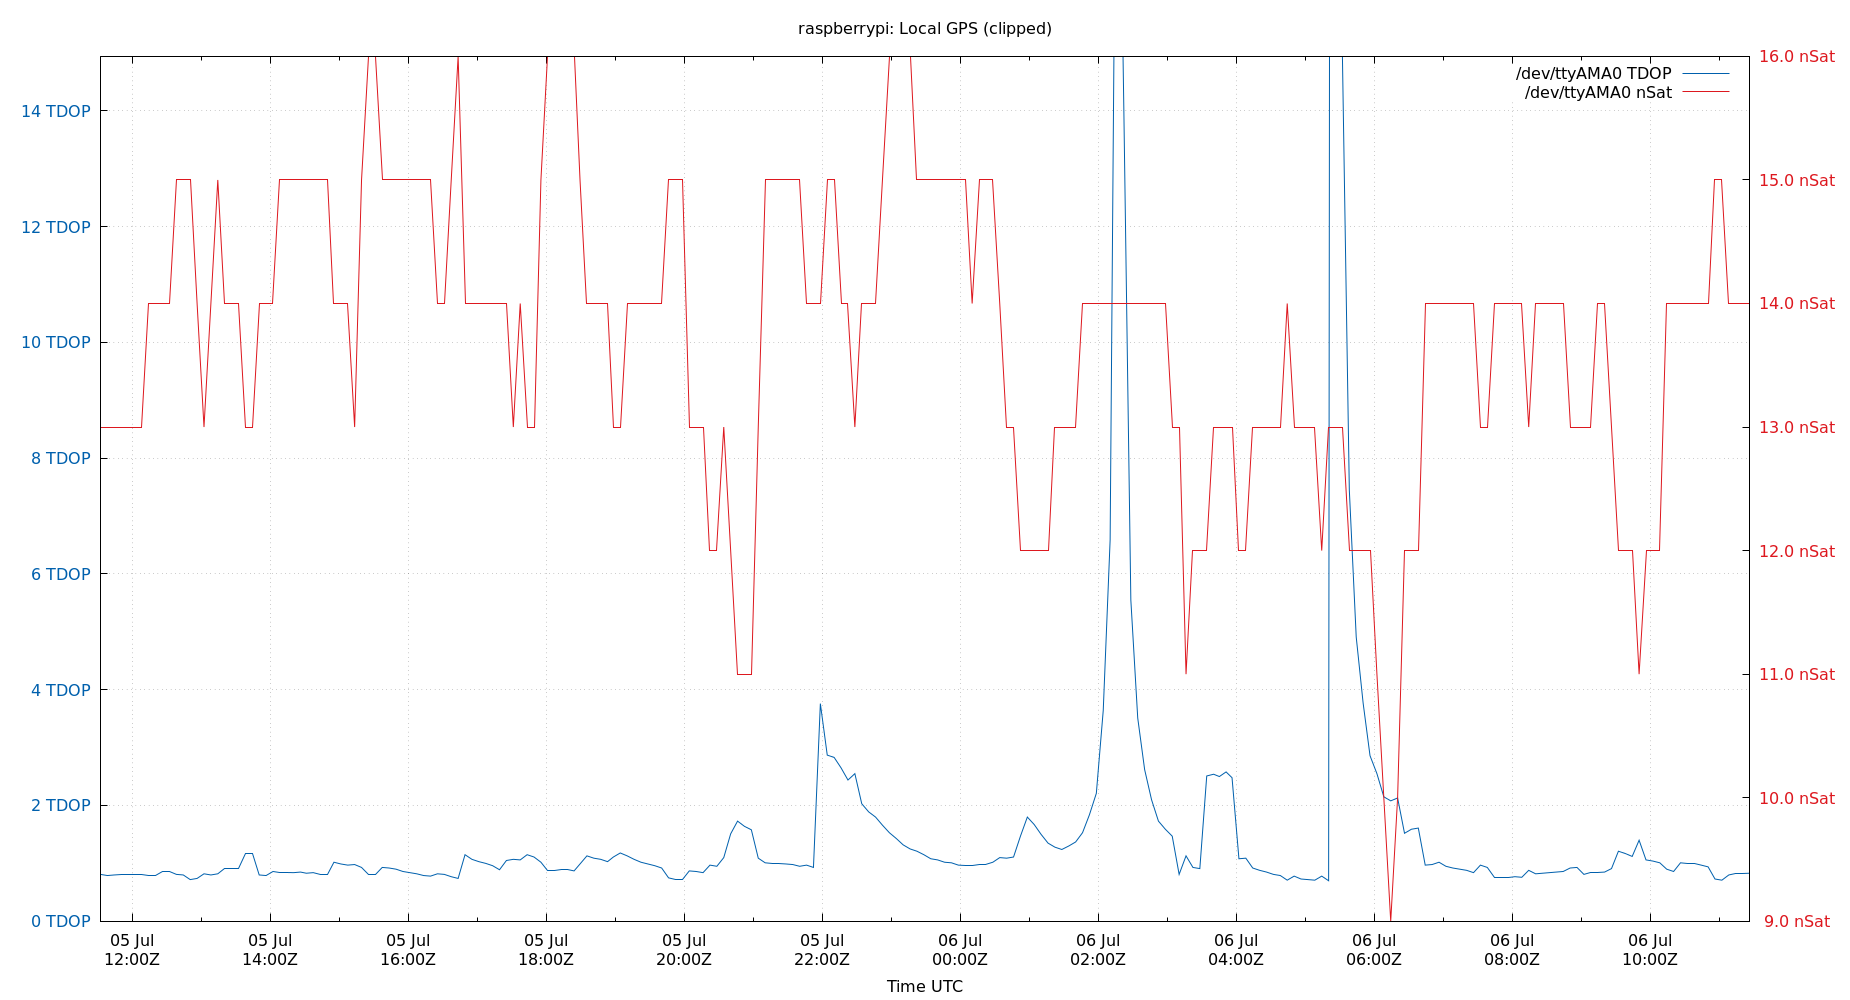 raspberrypi: Local GPS (clipped)
/dev/ttyAMA0 TDOP
/dev/ttyAMA0 nSat
14 TDOP
12 TDOP
10 TDOP
8 TDOP
6 TDOP
4 TDOP
2 TDOP
0 TDOP
16.0 nSat
15.0 nSat
14.0 nSat
13.0 nSat
12.0 nSat
11.0 nSat
10.0 nSat
9.0 nSat
05 Jul 05 Jul 05 Jul 05 Jul 05 Jul 05 Jul 06 Jul 06 Jul 06 Jul 06 Jul 06 Jul 06 Jul
12:00Z 14:00Z 16:00Z 18:00Z 20:00Z 22:00Z 00:00Z 02:00Z 04:00Z 06:00Z 08:00Z 10:00Z
Time UTC